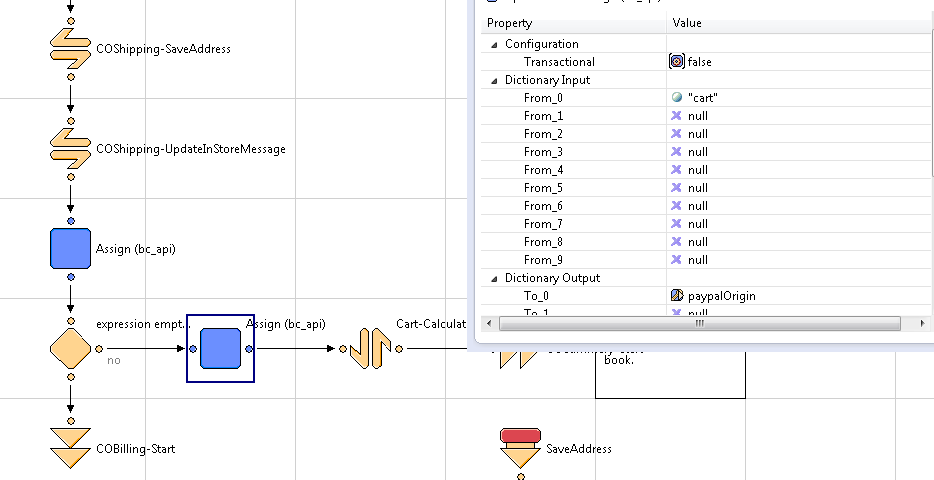 Property Value
Configuration
Transactional false
Dictionary Input
From_0 "cart"
From_1 null
From_2 null
From_3 null
From_4 null
From_5 null
From_6 null
From_7 null
From_8 null
From_9 null
Dictionary Output
To_0 paypalOrigin
To_1 null
COShipping-SaveAddress
COShipping-UpdateInStoreMessage
Assign (bc_api)
expression empt...
no
Assign (bc_api)
Cart-Calculat
book.
COBilling-Start
SaveAddress